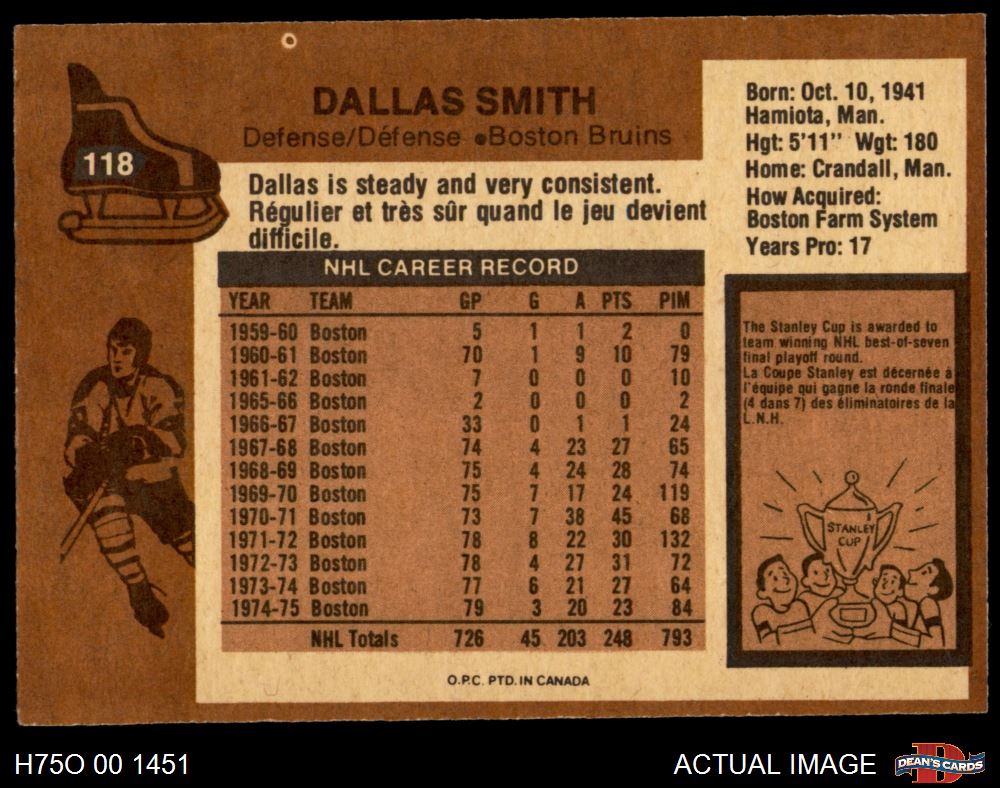 DALLAS SMITH
Defense/Défense •Boston Bruins
118
Dallas is steady and very consistent.
Régulier et très sûr quand le jeu devient
difficile.
Born: Oct. 10, 1941
Hamiota, Man.
Hgt: 5'11" Wgt: 180
Home: Crandall, Man.
How Acquired:
Boston Farm System
Years Pro: 17
NHL CAREER RECORD
YEAR TEAM GP G A PTS PIM
1959-60 Boston 5 1 1 2 0
1960-61 Boston 70 1 9 10 79
1961-62 Boston 7 0 0 0 10
1965-66 Boston 2 0 0 0 2
1966-67 Boston 33 0 1 1 24
1967-68 Boston 74 4 23 27 65
1968-69 Boston 75 4 24 28 74
1969-70 Boston 75 7 17 24 119
1970-71 Boston 73 7 38 45 68
1971-72 Boston 78 8 22 30 132
1972-73 Boston 78 4 27 31 72
1973-74 Boston 77 6 21 27 64
1974-75 Boston 79 3 20 23 84
NHL Totals 726 45 203 248 793
The Stanley Cup is awarded to
team winning NHL best-of-seven
final playoff round.
La Coupe Stanley est décernée à
l'équipe qui gagne la ronde finale
(4 dans 7) des éliminatoires de la
L.N.H.
STANLEY
CUP
O.P.C. PTD. IN CANADA
H75O 00 1451
ACTUAL IMAGE
D
DEAN'S CARDS